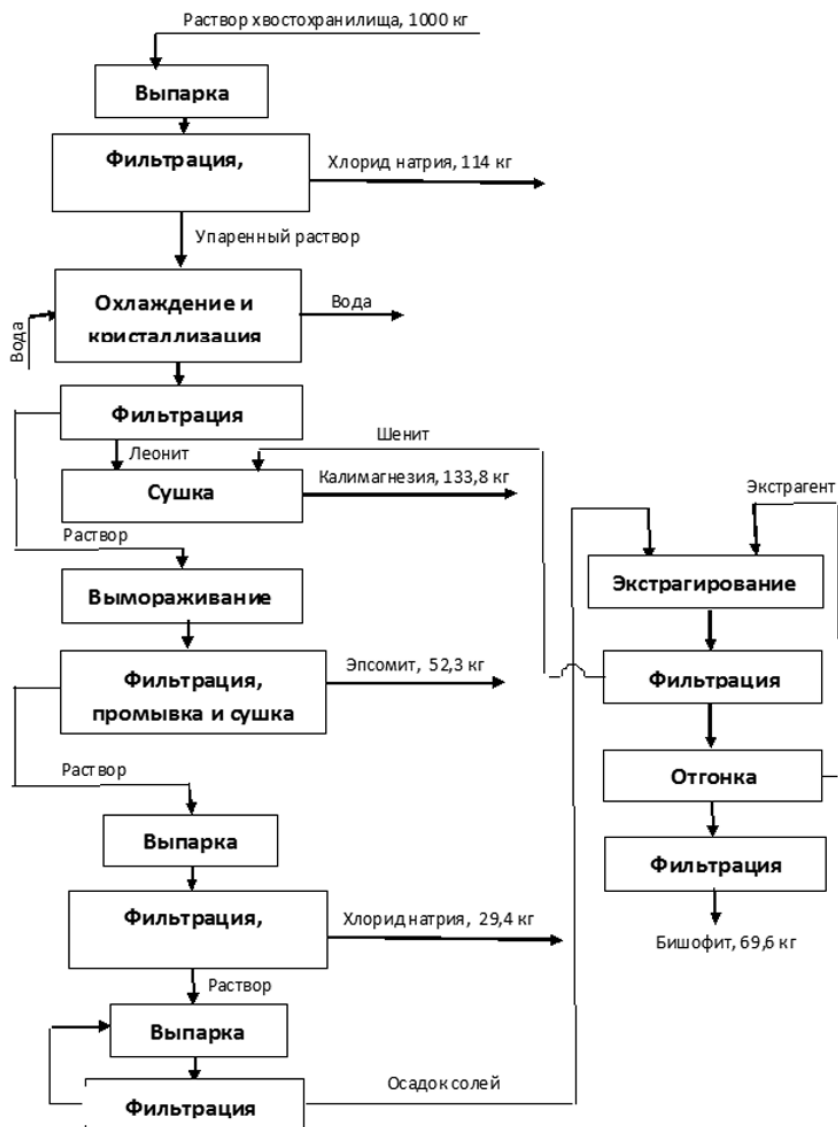 Раствор хвостохранилища, 1000 кг
Выпарка
Фильтрация,
Хлорид натрия, 114 кг
Упаренный раствор
Охлаждение и
кристаллизация
Вода
Вода
Фильтрация
Леонит
Шенит
Сушка
Калимагнезия, 133,8 кг
Раствор
Вымораживание
Фильтрация,
промывка и сушка
Эпсомит, 52,3 кг
Раствор
Выпарка
Фильтрация,
Хлорид натрия, 29,4 кг
Раствор
Выпарка
Фильтрация
Осадок солей
Экстрагент
Экстрагирование
Фильтрация
Отгонка
Фильтрация
Бишофит, 69,6 кг